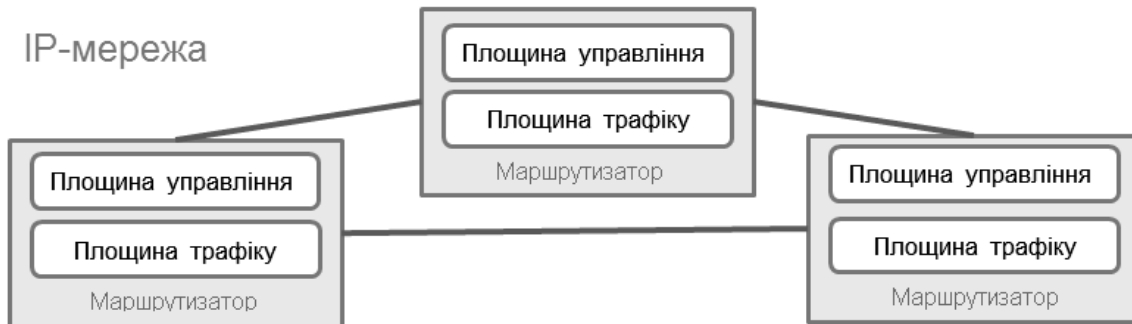 IP-мережа
Площина управління
Площина трафіку
Маршрутизатор
Площина управління
Площина трафіку
Маршрутизатор
Площина управління
Площина трафіку
Маршрутизатор